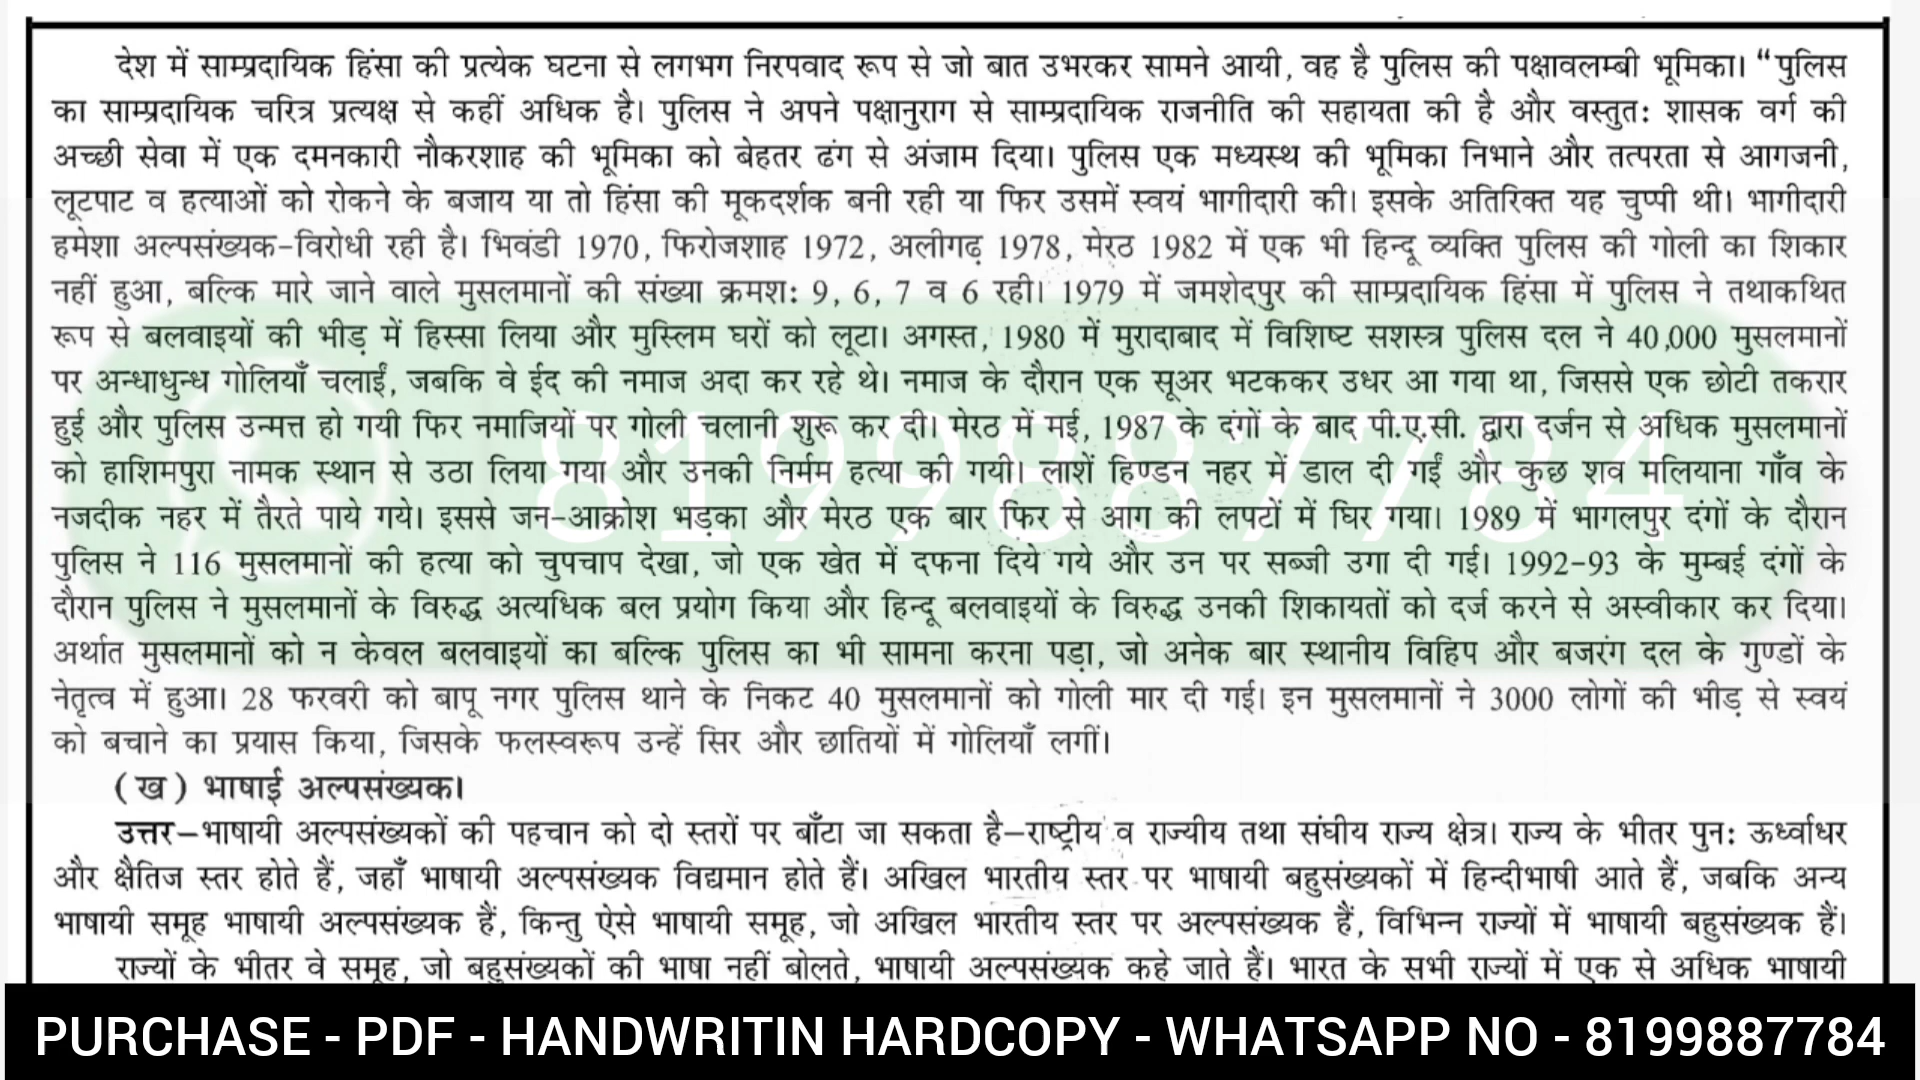 देश में साम्प्रदायिक हिंसा की प्रत्येक घटना से लगभग निरपवाद रूप से जो बात उभरकर सामने आयी, वह है पुलिस की पक्षावलम्बी भूमिका। “पुलिस
का साम्प्रदायिक चरित्र प्रत्यक्ष से कहीं अधिक है। पुलिस ने अपने पक्षानुराग से साम्प्रदायिक राजनीति की सहायता की है और वस्तुतः शासक वर्ग की
अच्छी सेवा में एक दमनकारी नौकरशाह की भूमिका को बेहतर ढंग से अंजाम दिया। पुलिस एक मध्यस्थ की भूमिका निभाने और तत्परता से आगजनी,
लूटपाट व हत्याओं को रोकने के बजाय या तो हिंसा की मूकदर्शक बनी रही या फिर उसमें स्वयं भागीदारी की। इसके अतिरिक्त यह चुप्पी थी। भागीदारी
हमेशा अल्पसंख्यक-विरोधी रही है। भिवंडी 1970, फिरोजशाह 1972, अलीगढ़ 1978, मेरठ 1982 में एक भी हिन्दू व्यक्ति पुलिस की गोली का शिकार
नहीं हुआ, बल्कि मारे जाने वाले मुसलमानों की संख्या क्रमशः 9, 6, 7 व 6 रही। 1979 में जमशेदपुर की साम्प्रदायिक हिंसा में पुलिस ने तथाकथित
रूप से बलवाइयों की भीड़ में हिस्सा लिया और मुस्लिम घरों को लूटा। अगस्त, 1980 में मुरादाबाद में विशिष्ट सशस्त्र पुलिस दल ने 40,000 मुसलमानों
पर अन्धाधुन्ध गोलियाँ चलाईं, जबकि वे ईद की नमाज अदा कर रहे थे। नमाज के दौरान एक सूअर भटककर उधर आ गया था, जिससे एक छोटी तकरार
हुई और पुलिस उन्मत्त हो गयी फिर नमाजियों पर गोली चलानी शुरू कर दी। मेरठ में मई, 1987 के दंगों के बाद पी.ए.सी. द्वारा दर्जन से अधिक मुसलमानों
को हाशिमपुरा नामक स्थान से उठा लिया गया और उनकी निर्मम हत्या की गयी। लाशें हिण्डन नहर में डाल दी गईं और कुछ शव मलियाना गाँव के
नजदीक नहर में तैरते पाये गये। इससे जन-आक्रोश भड़का और मेरठ एक बार फिर से आग की लपटों में घिर गया। 1989 में भागलपुर दंगों के दौरान
पुलिस ने 116 मुसलमानों की हत्या को चुपचाप देखा, जो एक खेत में दफना दिये गये और उन पर सब्जी उगा दी गई। 1992-93 के मुम्बई दंगों के
दौरान पुलिस ने मुसलमानों के विरुद्ध अत्यधिक बल प्रयोग किया और हिन्दू बलवाइयों के विरुद्ध उनकी शिकायतों को दर्ज करने से अस्वीकार कर दिया।
अर्थात मुसलमानों को न केवल बलवाइयों का बल्कि पुलिस का भी सामना करना पड़ा, जो अनेक बार स्थानीय विहिप और बजरंग दल के गुण्डों के
नेतृत्व में हुआ। 28 फरवरी को बापू नगर पुलिस थाने के निकट 40 मुसलमानों को गोली मार दी गई। इन मुसलमानों ने 3000 लोगों की भीड़ से स्वयं
को बचाने का प्रयास किया, जिसके फलस्वरूप उन्हें सिर और छातियों में गोलियाँ लगीं।
(ख) भाषाई अल्पसंख्यक।
उत्तर–भाषायी अल्पसंख्यकों की पहचान को दो स्तरों पर बाँटा जा सकता है–राष्ट्रीय व राज्यीय तथा संघीय राज्य क्षेत्र। राज्य के भीतर पुनः ऊर्ध्वाधर
और क्षैतिज स्तर होते हैं, जहाँ भाषायी अल्पसंख्यक विद्यमान होते हैं। अखिल भारतीय स्तर पर भाषायी बहुसंख्यकों में हिन्दीभाषी आते हैं, जबकि अन्य
भाषायी समूह भाषायी अल्पसंख्यक हैं, किन्तु ऐसे भाषायी समूह, जो अखिल भारतीय स्तर पर अल्पसंख्यक हैं, विभिन्न राज्यों में भाषायी बहुसंख्यक हैं।
राज्यों के भीतर वे समूह, जो बहुसंख्यकों की भाषा नहीं बोलते, भाषायी अल्पसंख्यक कहे जाते हैं। भारत के सभी राज्यों में एक से अधिक भाषायी
8199887784
PURCHASE - PDF - HANDWRITIN HARDCOPY - WHATSAPP NO - 8199887784